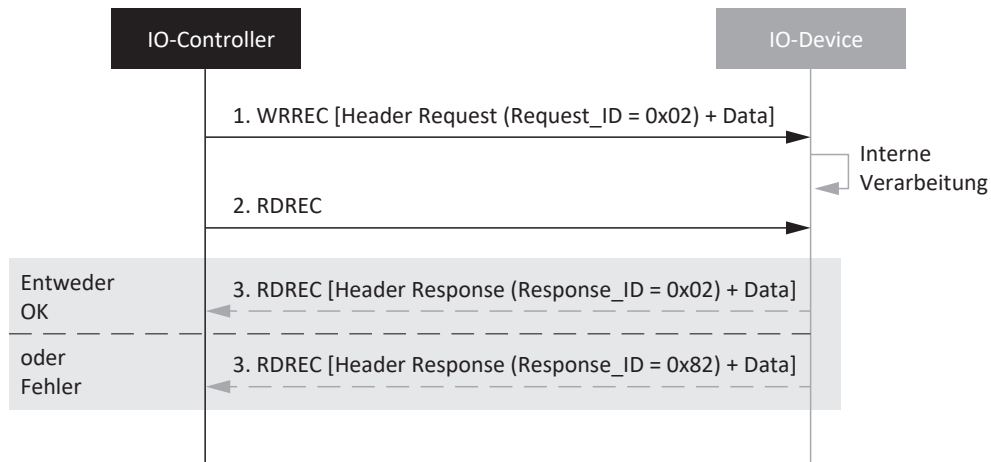 IO-Controller
IO-Device
1. WRREC [Header Request (Request_ID = 0x02) + Data]
Interne
Verarbeitung
2. RDREC
Entweder
OK
3. RDREC [Header Response (Response_ID = 0x02) + Data]
oder
Fehler
3. RDREC [Header Response (Response_ID = 0x82) + Data]